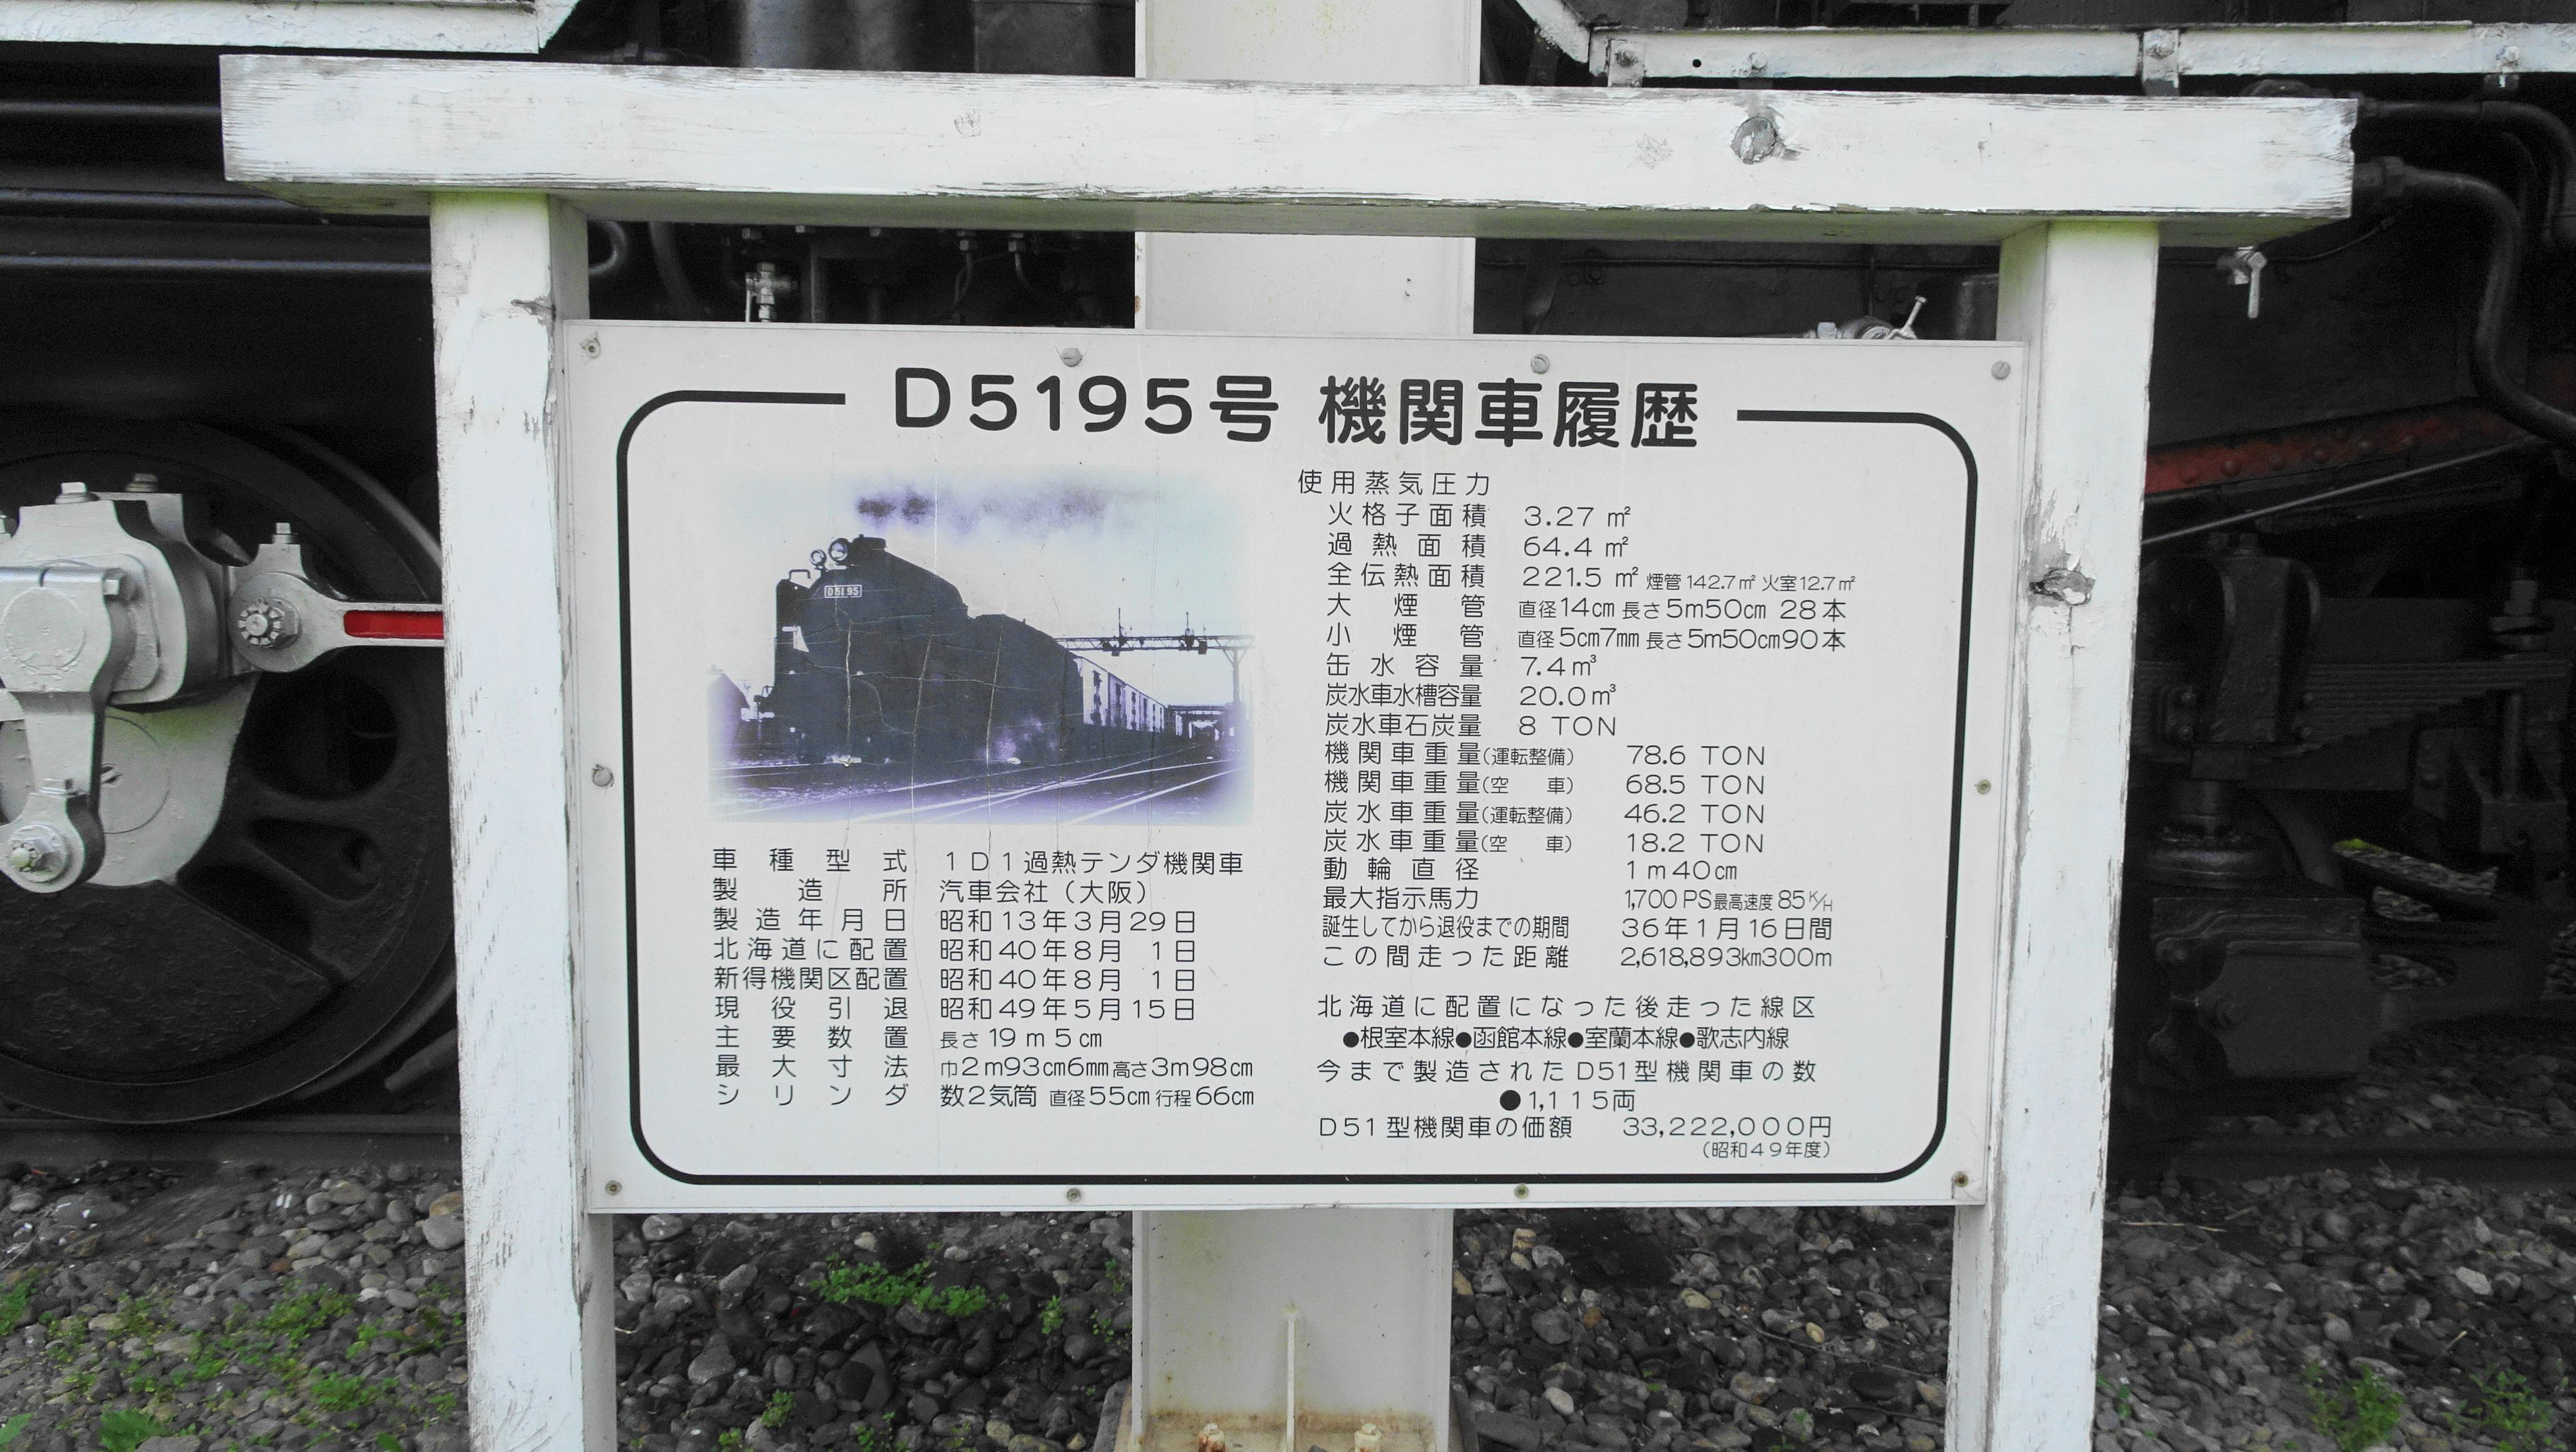 D5195号 機関車履歴
D51 95
車種型式 1D1過熱テンダ機関車
製造所 汽車会社(大阪)
製造年月日 昭和13年3月29日
北海道に配置 昭和40年8月1日
新得機関区配置 昭和40年8月1日
現役引退 昭和49年5月15日
主要数置 長さ19m5㎝
最大寸法 巾2m93㎝6㎜高さ3m98㎝
シリンダ 数2気筒 直径55㎝行程66㎝
使用蒸気圧力
火格子面積 3.27㎡
過熱面積 64.4㎡
全伝熱面積 221.5㎡ 煙管142.7㎡ 火室12.7㎡
大煙管 直径14㎝長さ5m50㎝ 28本
小煙管 直径5㎝7㎜長さ5m50㎝90本
缶水容量 7.4㎥
炭水車水槽容量 20.0㎥
炭水車石炭量 8 TON
機関車重量(運転整備) 78.6 TON
機関車重量(空車) 68.5 TON
炭水車重量(運転整備) 46.2 TON
炭水車重量(空車) 18.2 TON
動輪直径 1m40㎝
最大指示馬力 1,700PS最高速度85K/H
誕生してから退役までの期間 36年1月16日間
この間走った距離 2,618,893㎞300m
北海道に配置になった後走った線区
●根室本線●函館本線●室蘭本線●歌志内線
今まで製造されたD51型機関車の数
●1,115両
D51型機関車の価額 33,222,000円
(昭和49年度)